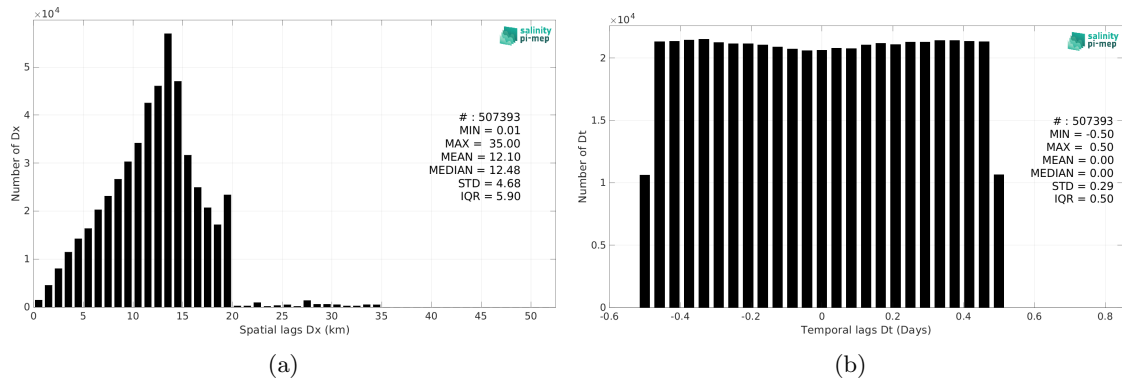 ×10⁴
salinity
pi-mep
5
4
3
2
1
0
Number of Dx
# : 507393
MIN = 0.01
MAX = 35.00
MEAN = 12.10
MEDIAN = 12.48
STD = 4.68
IQR = 5.90
0 5 10 15 20 25 30 35 40 45 50
Spatial lags Dx (km)
(a)
×10⁴
salinity
pi-mep
2
1.5
1
0.5
0
Number of Dt
# : 507393
MIN = -0.50
MAX = 0.50
MEAN = 0.00
MEDIAN = 0.00
STD = 0.29
IQR = 0.50
-0.6 -0.4 -0.2 0 0.2 0.4 0.6 0.8
Temporal lags Dt (Days)
(b)